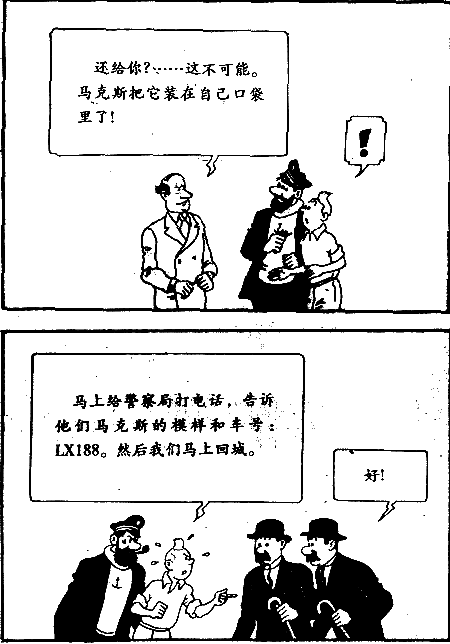 还给你?……这不可能。
马克斯把它装在自己口袋
里了!
!
马上给警察局打电话,告诉
他们马克斯的模样和车号:
LX188。然后我们马上回城。
好!